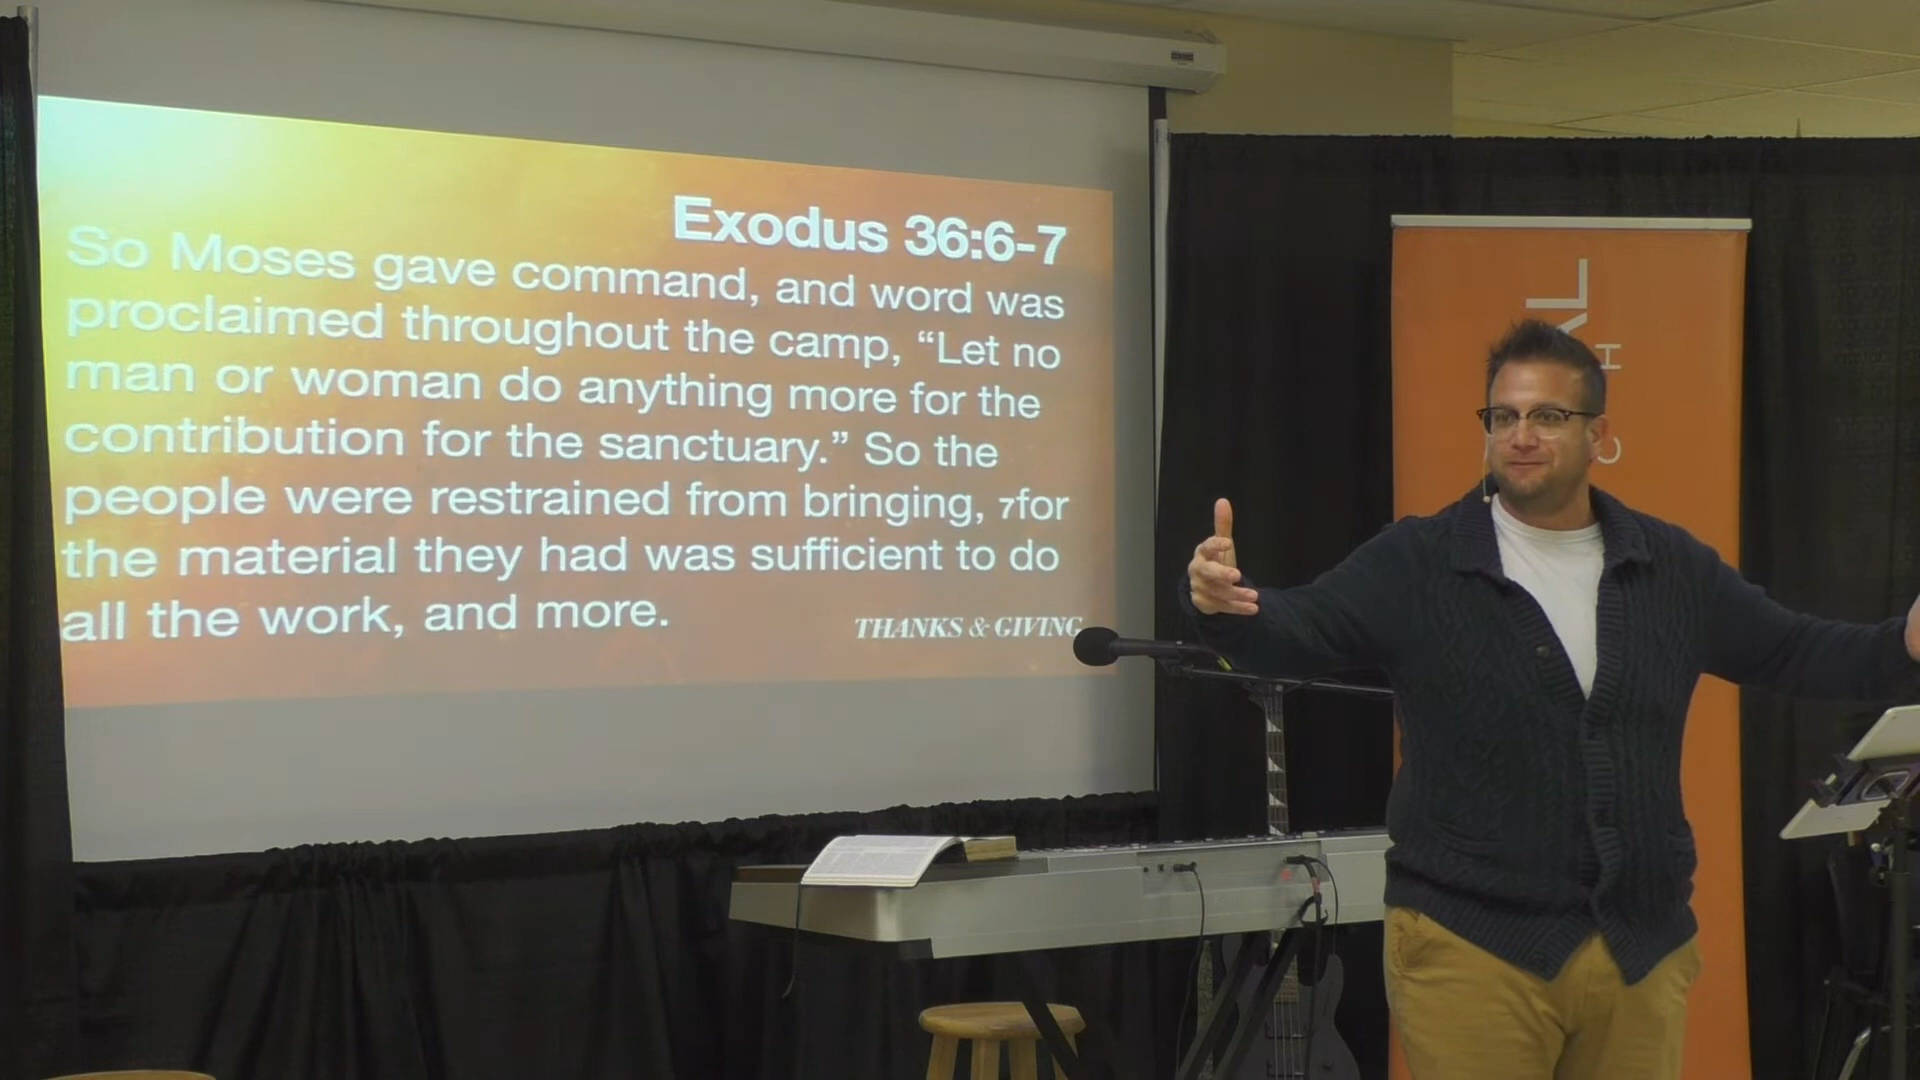 Exodus 36:6-7
So Moses gave command, and word was
proclaimed throughout the camp, “Let no
man or woman do anything more for the
contribution for the sanctuary.” So the
people were restrained from bringing, 7for
the material they had was sufficient to do
all the work, and more.
THANKS & GIVING